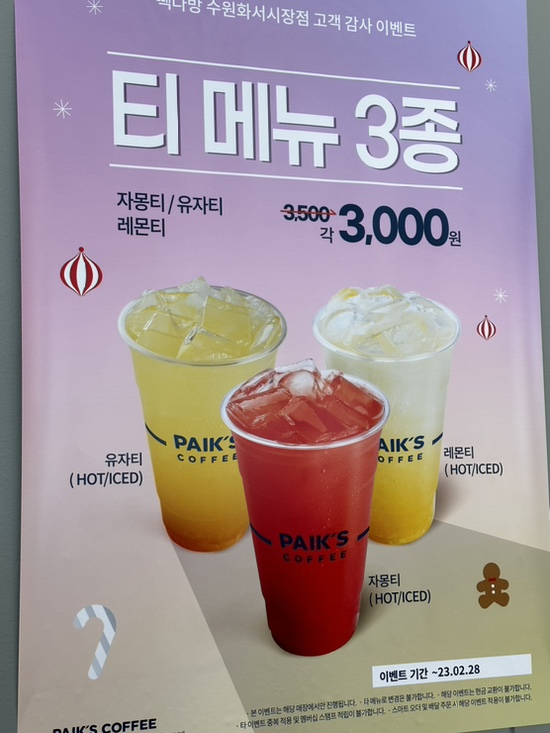 빽다방 수원화서시장점 고객 감사 이벤트
티 메뉴 3종
자몽티 / 유자티
레몬티
3,500
각 3,000원
PAIK'S
COFFEE
AIK'S
COFFEE
유자티
( HOT/ICED)
레몬티
( HOT/ICED)
PAIK'S
COFFEE
자몽티
( HOT/ICED)
이벤트 기간 ~23.02.28
· 본 이벤트는 해당 매장에서만 진행됩니다. · 타 메뉴로 변경은 불가합니다. · 해당 이벤트는 현금 교환이 불가합니다.
· 타 이벤트 중복 적용 및 멤버십 스탬프 적립이 불가합니다. · 스마트 오더 및 배달 주문 시 해당 이벤트 적용이 불가합니다.
PAIK'S COFFEE